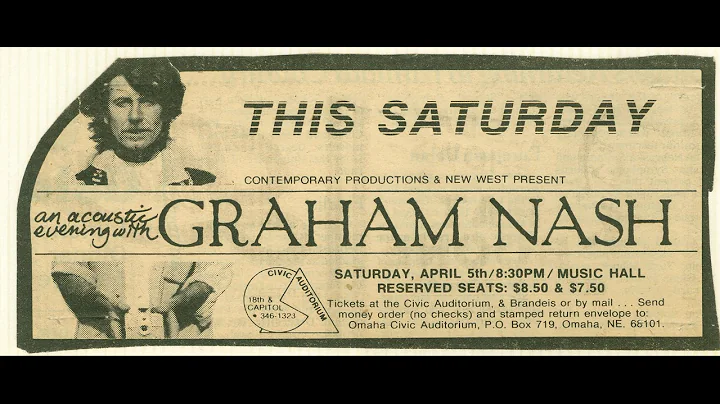 THIS SATURDAY
CONTEMPORARY PRODUCTIONS & NEW WEST PRESENT
an acoustic
evening with
GRAHAM NASH
CIVIC AUDITORIUM
18th &
CAPITOL
• 346-1323
SATURDAY, APRIL 5th/8:30PM/ MUSIC HALL
RESERVED SEATS: $8.50 & $7.50
Tickets at the Civic Auditorium, & Brandeis or by mail . . . Send
money order (no checks) and stamped return envelope to:
Omaha Civic Auditorium, P.O. Box 719, Omaha, NE. 68101.